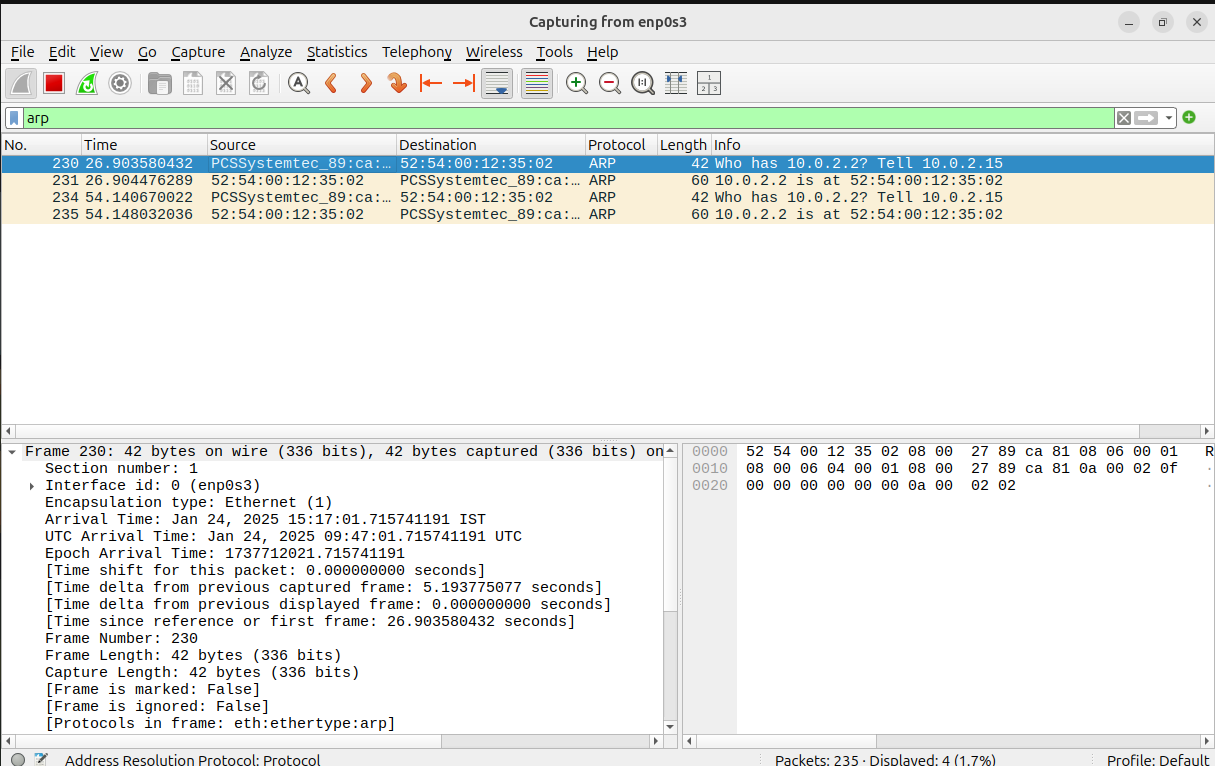 Capturing from enp0s3
File Edit View Go Capture Analyze Statistics Telephony Wireless Tools Help
arp
No. Time Source Destination Protocol Length Info
230 26.903580432 PCSSystemtec_89:ca:… 52:54:00:12:35:02 ARP 42 Who has 10.0.2.2? Tell 10.0.2.15
231 26.904476289 52:54:00:12:35:02 PCSSystemtec_89:ca:… ARP 60 10.0.2.2 is at 52:54:00:12:35:02
234 54.140670022 PCSSystemtec_89:ca:… 52:54:00:12:35:02 ARP 42 Who has 10.0.2.2? Tell 10.0.2.15
235 54.148032036 52:54:00:12:35:02 PCSSystemtec_89:ca:… ARP 60 10.0.2.2 is at 52:54:00:12:35:02
Frame 230: 42 bytes on wire (336 bits), 42 bytes captured (336 bits) on
Section number: 1
Interface id: 0 (enp0s3)
Encapsulation type: Ethernet (1)
Arrival Time: Jan 24, 2025 15:17:01.715741191 IST
UTC Arrival Time: Jan 24, 2025 09:47:01.715741191 UTC
Epoch Arrival Time: 1737712021.715741191
[Time shift for this packet: 0.000000000 seconds]
[Time delta from previous captured frame: 5.193775077 seconds]
[Time delta from previous displayed frame: 0.000000000 seconds]
[Time since reference or first frame: 26.903580432 seconds]
Frame Number: 230
Frame Length: 42 bytes (336 bits)
Capture Length: 42 bytes (336 bits)
[Frame is marked: False]
[Frame is ignored: False]
[Protocols in frame: eth:ethertype:arp]
0000 52 54 00 12 35 02 08 00 27 89 ca 81 08 06 00 01 R
0010 08 00 06 04 00 01 08 00 27 89 ca 81 0a 00 02 0f ·
0020 00 00 00 00 00 00 0a 00 02 02 ·
Address Resolution Protocol: Protocol Packets: 235 · Displayed: 4 (1.7%) Profile: Default